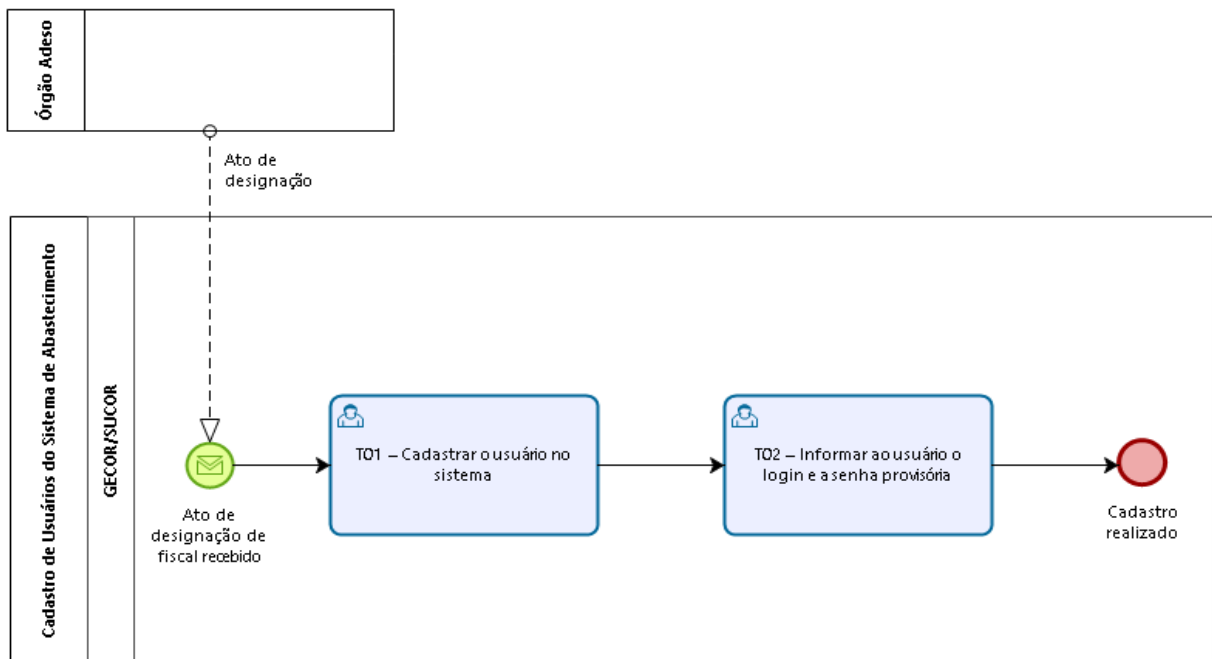 Órgão Adeso
Ato de
designação
Cadastro de Usuários do Sistema de Abastecimento
GECOR/SUCOR
Ato de
designação de
fiscal recebido
T01 – Cadastrar o usuário no
sistema
T02 – Informar ao usuário o
login e a senha provisória
Cadastro
realizado